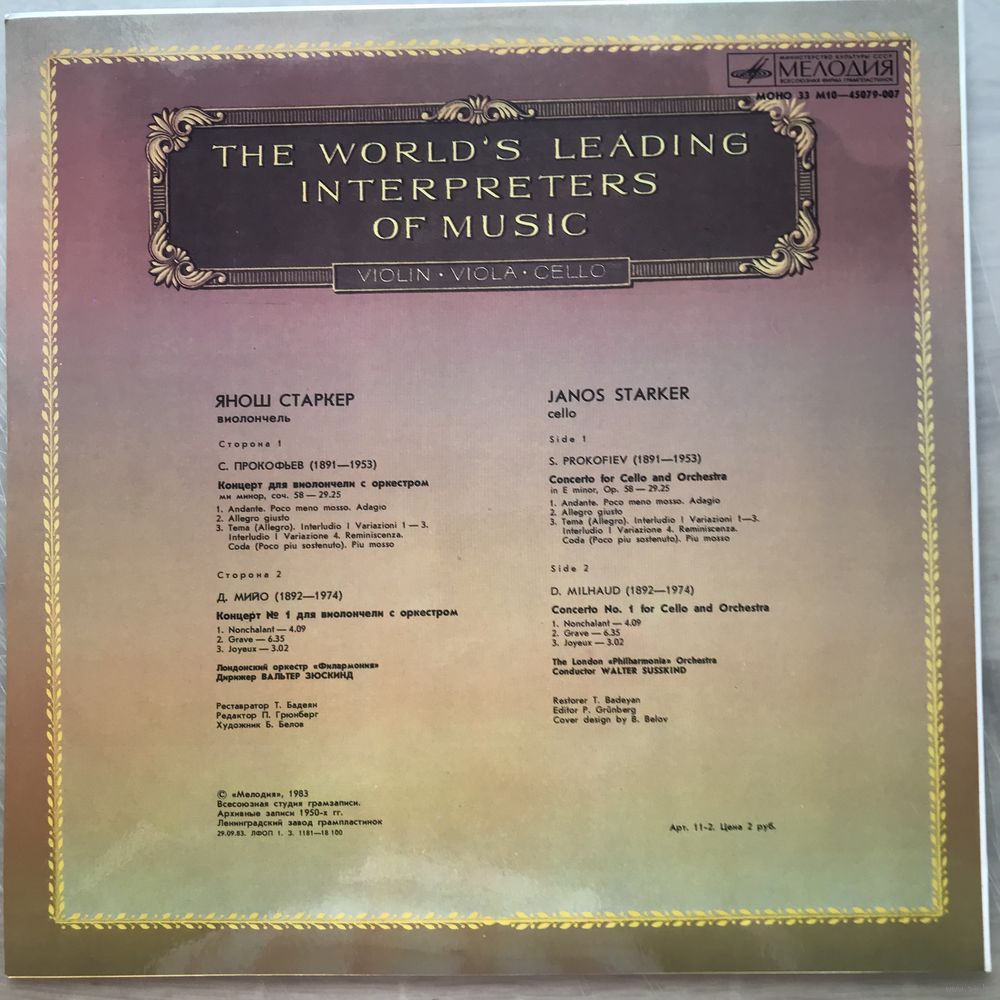 МИНИСТЕРСТВО КУЛЬТУРЫ СССР
МЕЛОДИЯ
ВСЕСОЮЗНАЯ ФИРМА ГРАМПЛАСТИНОК
МОНО 33 М10—45079-007
THE WORLD'S LEADING
INTERPRETERS
OF MUSIC
VIOLIN · VIOLA · CELLO
ЯНОШ СТАРКЕР
виолончель
Сторона 1
С. ПРОКОФЬЕВ (1891—1953)
Концерт для виолончели с оркестром
ми минор, соч. 58 — 29.25
1. Andante. Poco meno mosso. Adagio
2. Allegro giusto
3. Tema (Allegro). Interludio I Variazioni 1—3.
Interludio I Variazione 4. Reminiscenza.
Coda (Poco piu sostenuto). Piu mosso
Сторона 2
Д. МИЙО (1892—1974)
Концерт № 1 для виолончели с оркестром
1. Nonchalant — 4.09
2. Grave — 6.35
3. Joyeux — 3.02
Лондонский оркестр «Филармония»
Дирижер ВАЛЬТЕР ЗЮСКИНД
Реставратор Т. Бадеян
Редактор П. Грюнберг
Художник Б. Белов
© «Мелодия», 1983
Всесоюзная студия грамзаписи.
Архивные записи 1950-х гг.
Ленинградский завод грампластинок
29.09.83. ЛФОП 1. З. 1181—18 100
JANOS STARKER
cello
Side 1
S. PROKOFIEV (1891—1953)
Concerto for Cello and Orchestra
in E minor, Op. 58 — 29.25
1. Andante. Poco meno mosso. Adagio
2. Allegro giusto
3. Tema (Allegro). Interludio I Variazioni 1—3.
Interludio I Variazione 4. Reminiscenza.
Coda (Poco piu sostenuto). Piu mosso
Side 2
D. MILHAUD (1892—1974)
Concerto No. 1 for Cello and Orchestra
1. Nonchalant — 4.09
2. Grave — 6.35
3. Joyeux — 3.02
The London «Philharmonia» Orchestra
Conductor WALTER SUSSKIND
Restorer T. Badeyan
Editor P. Grünberg
Cover design by B. Belov
Арт. 11-2. Цена 2 руб.